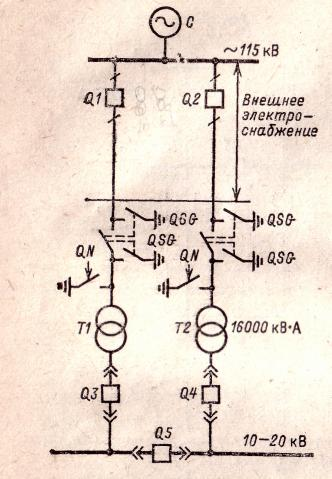 С
~115 кВ
Q1
Q2
Внешнее
электро-
снабжение
QSG
QSG
QSG
QSG
QN
QN
T1
T2
16000 кВ·А
Q3
Q4
Q5
10-20 кВ